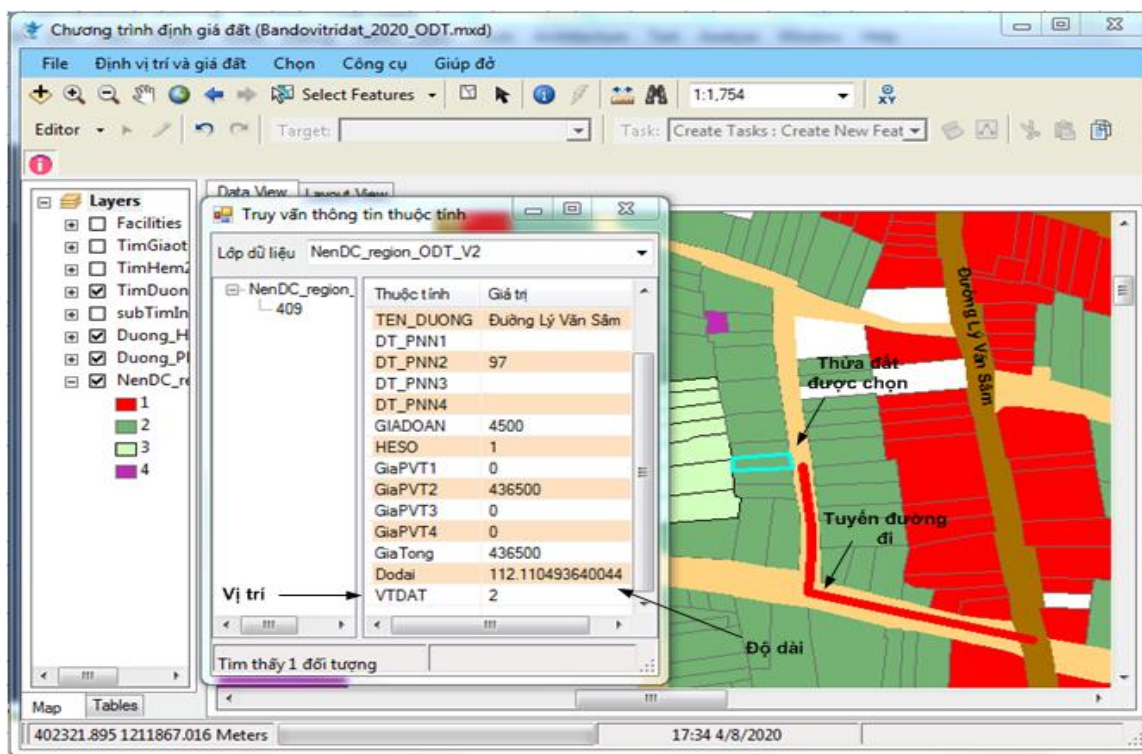 Chương trình định giá đất (Bandovitridat_2020_ODT.mxd)
File Định vị trí và giá đất Chọn Công cụ Giúp đở
Select Features 1:1,754 XY
Editor Target: Task: Create Tasks : Create New Feat
Layers
Facilities
TimGiaot
TimHem2
TimDuon
subTimIn
Duong_H
Duong_Pl
NenDC_re
1
2
3
4
Data View Layout View
Truy vấn thông tin thuộc tính
Lớp dữ liệu NenDC_region_ODT_V2
NenDC_region_
409
Thuộc tính Giá trị
TEN_DUONG Đường Lý Văn Sâm
DT_PNN1
DT_PNN2 97
DT_PNN3
DT_PNN4
GIADOAN 4500
HESO 1
GiaPVT1 0
GiaPVT2 436500
GiaPVT3 0
GiaPVT4 0
GiaTong 436500
Dodai 112.110493640044
VTDAT 2
Vị trí
Tìm thấy 1 đối tượng
Đường Lý Văn Sâm
Thửa đất
được chọn
Tuyến đường
đi
Độ dài
Map Tables
402321.895 1211867.016 Meters 17:34 4/8/2020